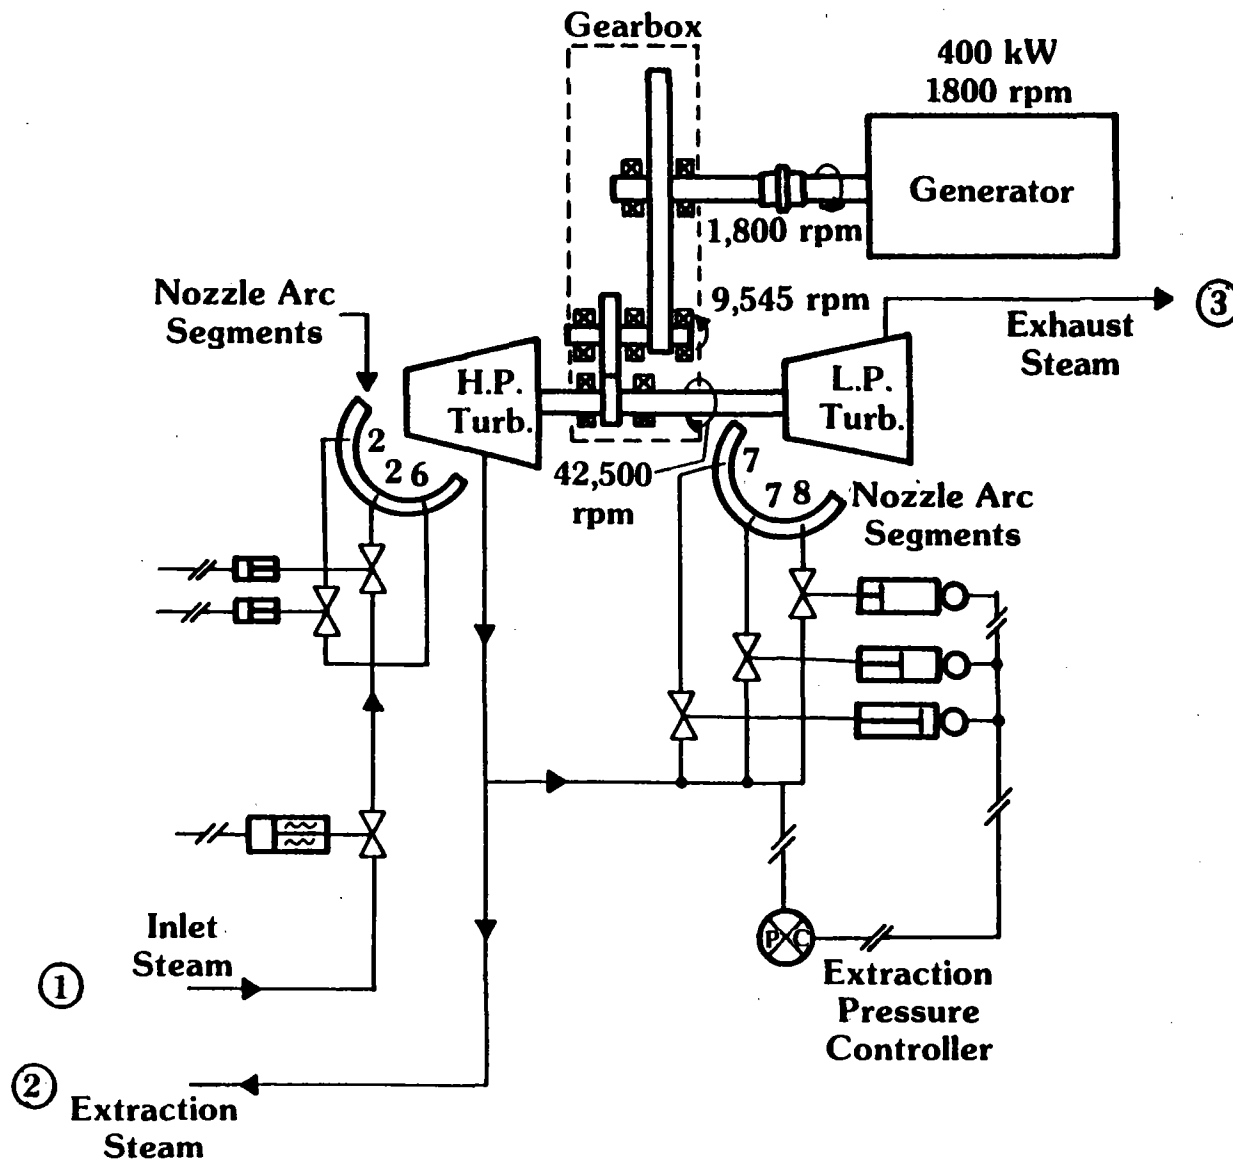 Gearbox
400 kW
1800 rpm
Generator
1,800 rpm
9,545 rpm
Nozzle Arc
Segments
H.P.
Turb.
L.P.
Turb.
Exhaust
Steam
3
2
2 6
42,500
rpm
7
7 8
Nozzle Arc
Segments
Inlet
Steam
1
P C
Extraction
Pressure
Controller
2
Extraction
Steam